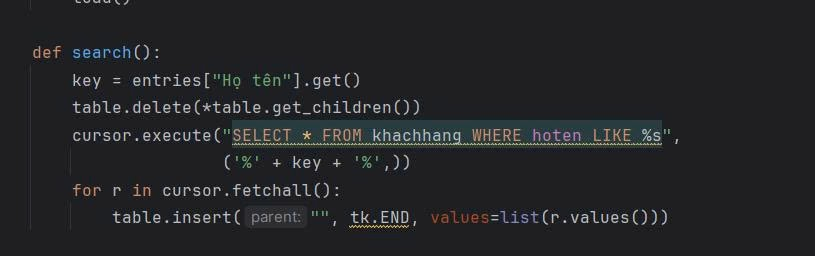 def search():
key = entries["Họ tên"].get()
table.delete(*table.get_children())
cursor.execute("SELECT * FROM khachhang WHERE hoten LIKE %s",
('%' + key + '%',))
for r in cursor.fetchall():
table.insert( parent: "", tk.END, values=list(r.values()))